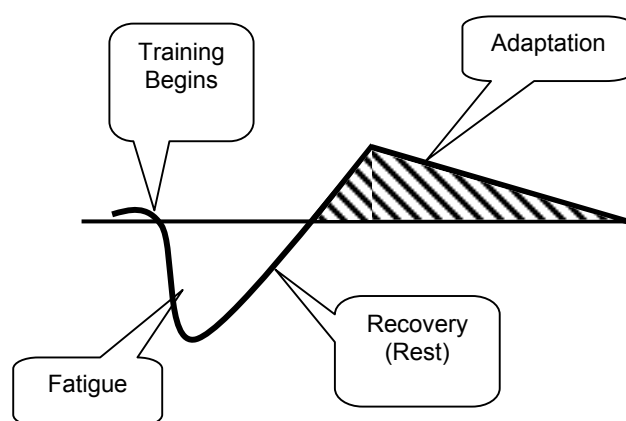 Training
Begins
Adaptation
Recovery
(Rest)
Fatigue